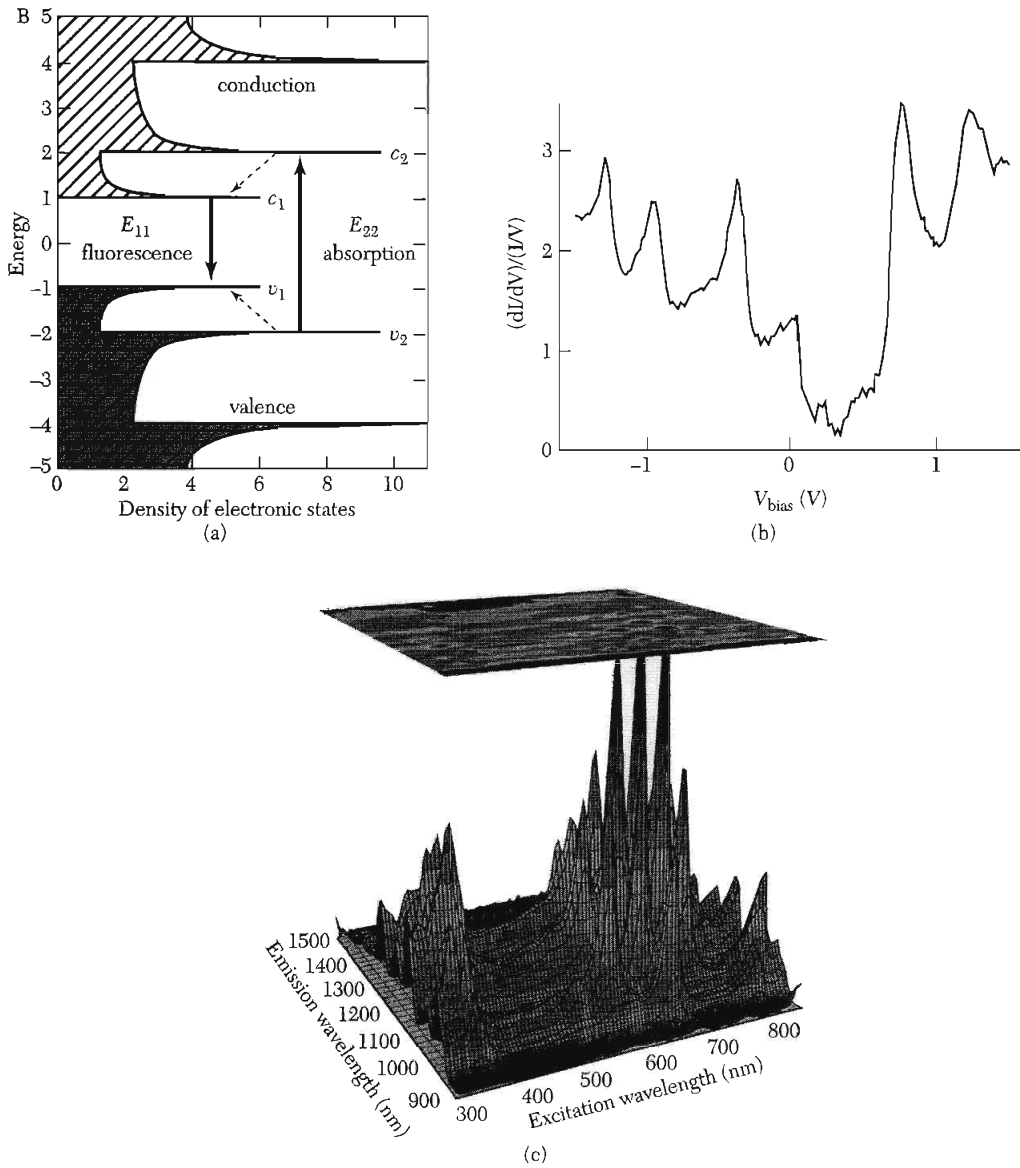 B
5
4
3
2
1
0
−1
−2
−3
−4
−5
Energy
conduction
c₂
c₁
E₁₁
fluorescence
E₂₂
absorption
v₁
v₂
valence
0 2 4 6 8 10
Density of electronic states
(a)
3
2
1
0
(dI/dV)/(I/V)
−1 0 1
V_bias (V)
(b)
1500
1400
1300
1200
1100
1000
900
Emission wavelength (nm)
300 400 500 600 700 800
Excitation wavelength (nm)
(c)